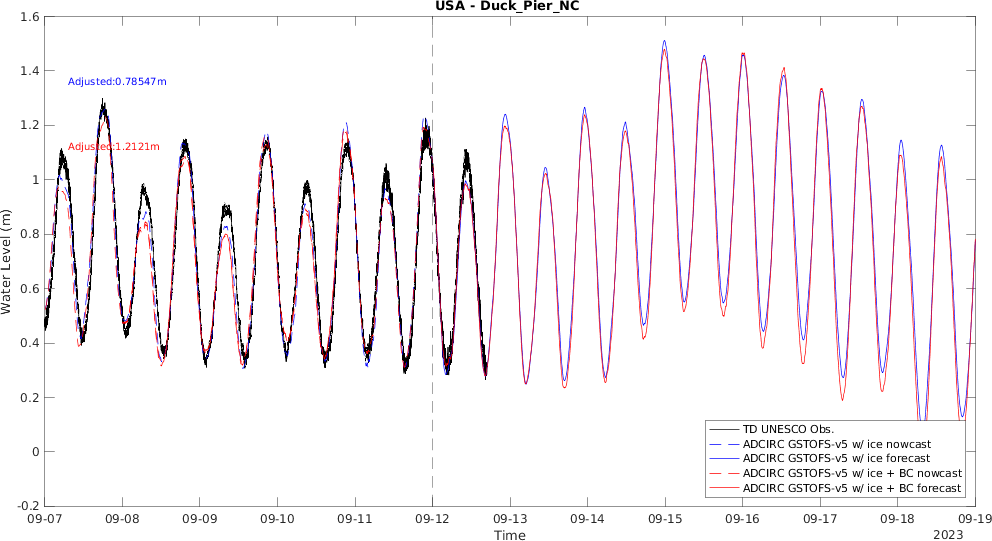 USA - Duck_Pier_NC
1.6
1.4
Adjusted:0.78547m
1.2
Adjusted:1.2121m
1
0.8
Water Level (m)
0.6
0.4
0.2
0
-0.2
TD UNESCO Obs.
ADCIRC GSTOFS-v5 w/ ice nowcast
ADCIRC GSTOFS-v5 w/ ice forecast
ADCIRC GSTOFS-v5 w/ ice + BC nowcast
ADCIRC GSTOFS-v5 w/ ice + BC forecast
09-07 09-08 09-09 09-10 09-11 09-12 09-13 09-14 09-15 09-16 09-17 09-18 09-19
Time
2023